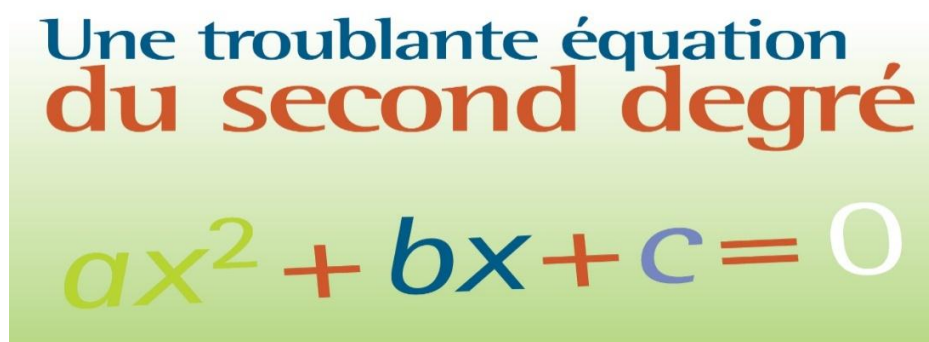 Une troublante équation
du second degré
ax² + bx + c = 0